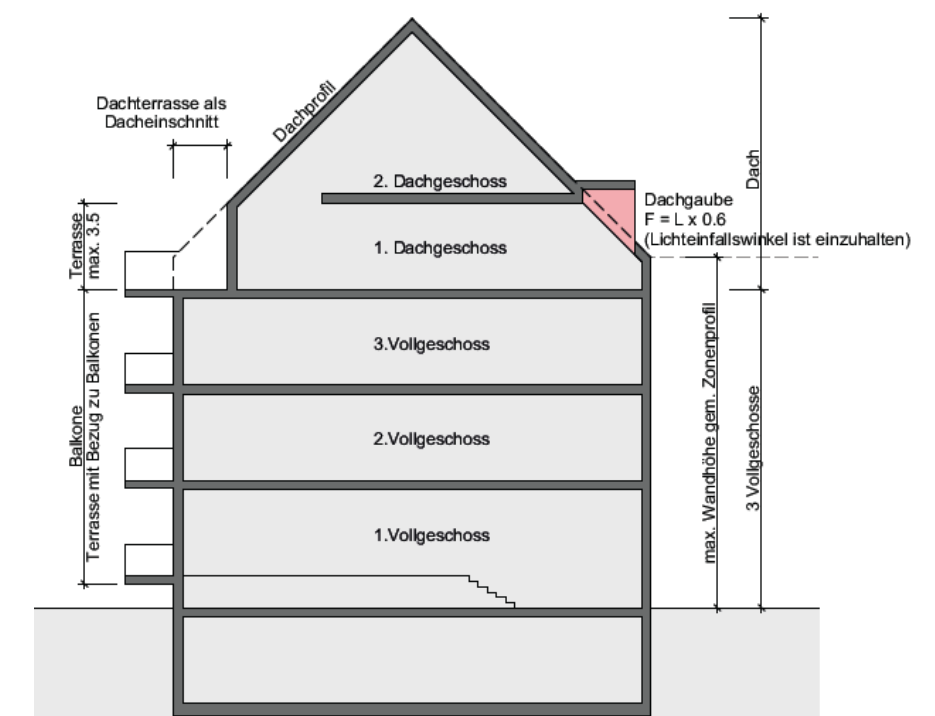 Dachterrasse als
Dacheinschnitt
Dachprofil
Dach
2. Dachgeschoss
Dachgaube
F = L x 0.6
(Lichteinfallswinkel ist einzuhalten)
Terrasse
max. 3.5
1. Dachgeschoss
3.Vollgeschoss
Balkone
Terrasse mit Bezug zu Balkonen
2.Vollgeschoss
max. Wandhöhe gem. Zonenprofil
3 Vollgeschosse
1.Vollgeschoss